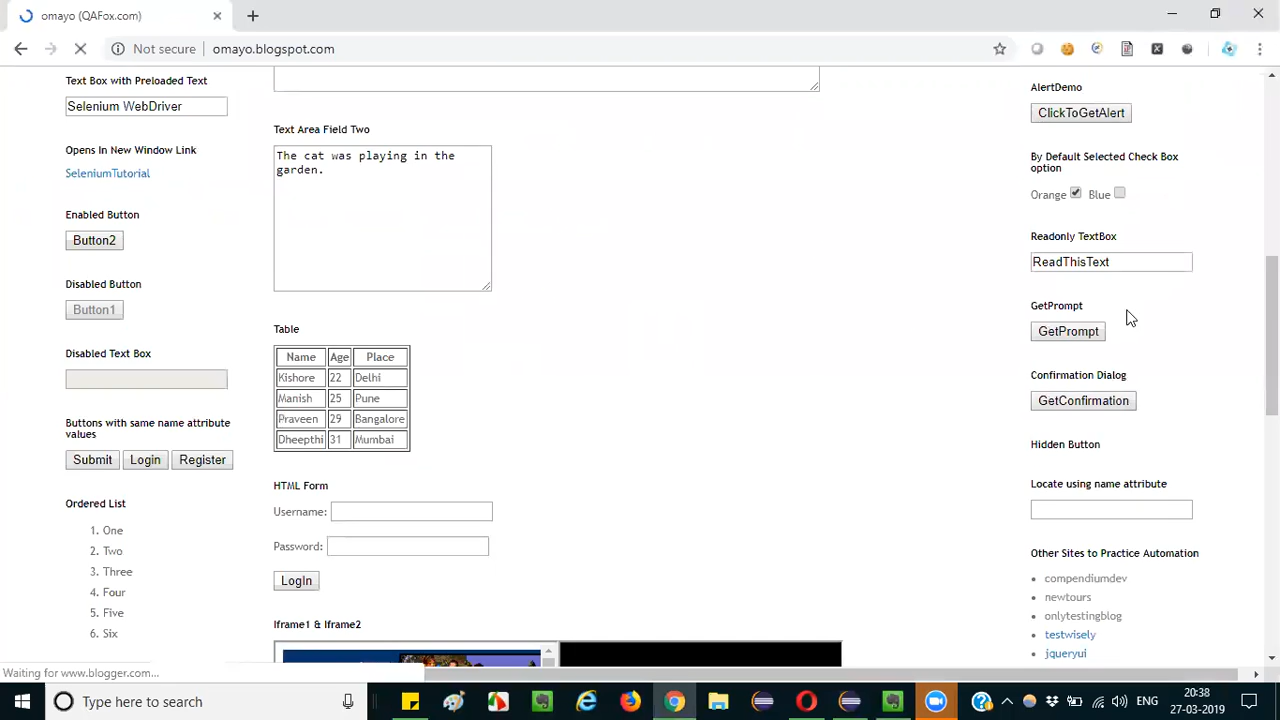 omayo (QAFox.com)
Not secure
omayo.blogspot.com
Text Box with Preloaded Text
Selenium WebDriver
Opens In New Window Link
SeleniumTutorial
Enabled Button
Button2
Disabled Button
Button1
Disabled Text Box
Buttons with same name attribute
values
Submit Login Register
Ordered List
1. One
2. Two
3. Three
4. Four
5. Five
6. Six
Text Area Field Two
The cat was playing in the
garden.
Table
Name Age Place
Kishore 22 Delhi
Manish 25 Pune
Praveen 29 Bangalore
Dheepthi 31 Mumbai
HTML Form
Username:
Password:
LogIn
Iframe1 & Iframe2
AlertDemo
ClickToGetAlert
By Default Selected Check Box
option
Orange Blue
Readonly TextBox
ReadThisText
GetPrompt
GetPrompt
Confirmation Dialog
GetConfirmation
Hidden Button
Locate using name attribute
Other Sites to Practice Automation
compendiumdev
newtours
onlytestingblog
testwisely
jqueryui
Waiting for www.blogger.com...
Type here to search
ENG
20:38
27-03-2019